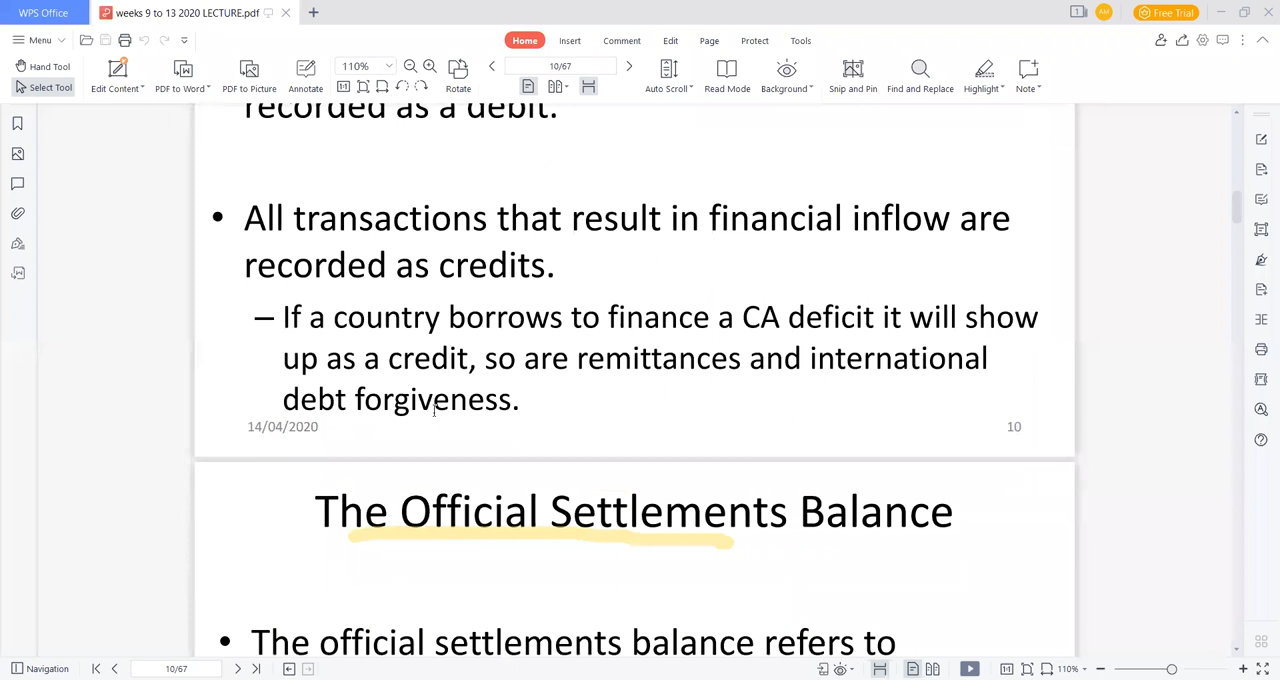 WPS Office
weeks 9 to 13 2020 LECTURE.pdf
1
AM
Free Trial
Menu
Home
Insert
Comment
Edit
Page
Protect
Tools
Hand Tool
Select Tool
Edit Content
PDF to Word
PDF to Picture
Annotate
110%
Rotate
10/67
Auto Scroll
Read Mode
Background
Snip and Pin
Find and Replace
Highlight
Note
recorded as a debit.
• All transactions that result in financial inflow are
recorded as credits.
– If a country borrows to finance a CA deficit it will show
up as a credit, so are remittances and international
debt forgiveness.
14/04/2020
10
The Official Settlements Balance
• The official settlements balance refers to
Navigation
10/67
110%